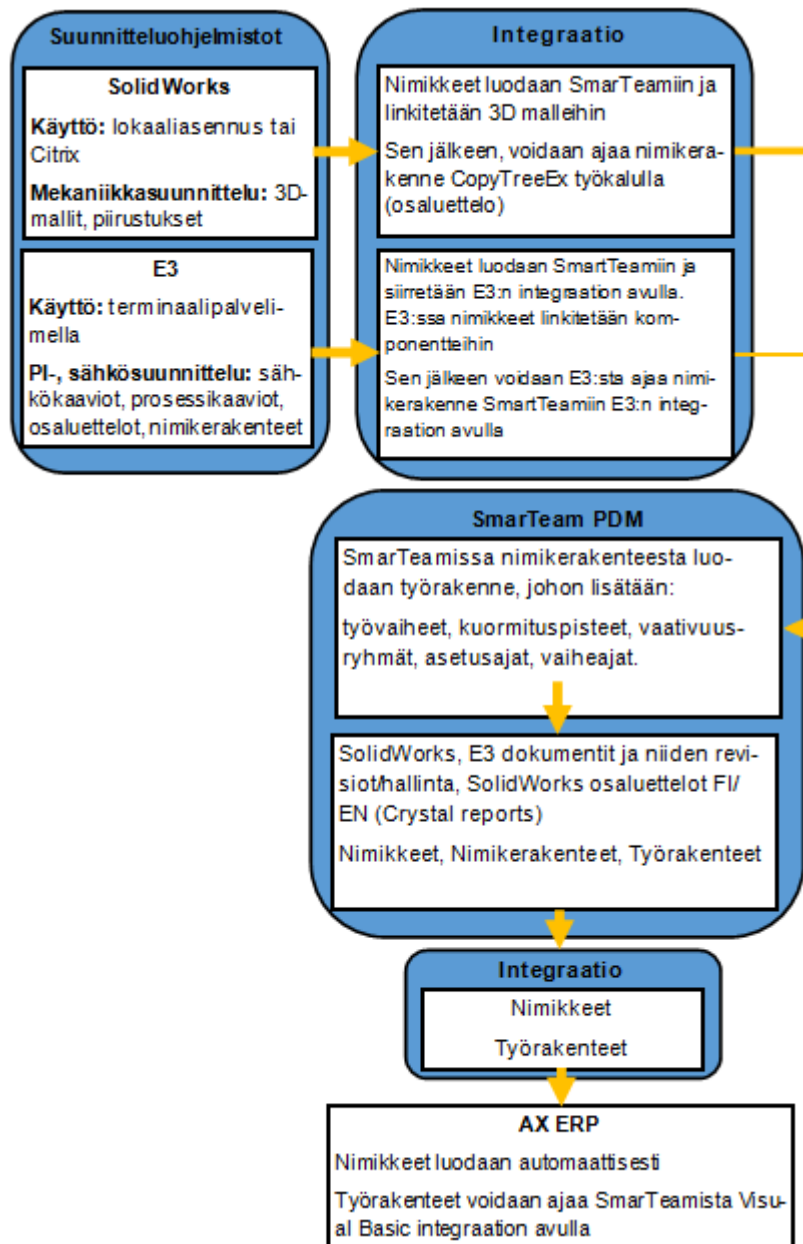 Suunnitteluohjelmistot
SolidWorks
Käyttö: lokaaliasennus tai
Citrix
Mekaniikkasuunnittelu: 3D-
mallit, piirustukset
E3
Käyttö: terminaalipalveli-
mella
PI-, sähkösuunnittelu: säh-
kökaaviot, prosessikaaviot,
osaluettelot, nimikerakenteet
Integraatio
Nimikkeet luodaan SmarTeamiin ja
linkitetään 3D malleihin
Sen jälkeen, voidaan ajaa nimikera-
kenne CopyTreeEx työkalulla
(osaluettelo)
Nimikkeet luodaan SmartTeamiin ja
siirretään E3:n integraation avulla.
E3:ssa nimikkeet linkitetään kom-
ponentteihin
Sen jälkeen voidaan E3:sta ajaa nimi-
kerakenne SmartTeamiin E3:n integ-
raation avulla
SmarTeam PDM
SmarTeamissa nimikerakenteesta luo-
daan työrakenne, johon lisätään:
työvaiheet, kuormituspisteet, vaativuus-
ryhmät, asetusajat, vaiheajat.
SolidWorks, E3 dokumentit ja niiden revi-
siot/hallinta, SolidWorks osaluettelot FI/
EN (Crystal reports)
Nimikkeet, Nimikerakenteet, Työrakenteet
Integraatio
Nimikkeet
Työrakenteet
AX ERP
Nimikkeet luodaan automaattisesti
Työrakenteet voidaan ajaa SmarTeamista Visu-
al Basic integraation avulla